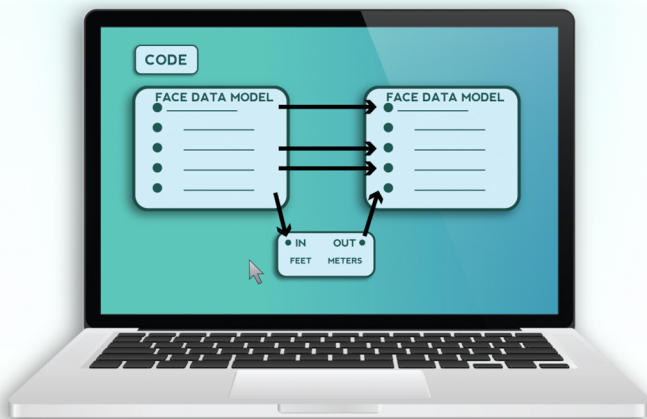 CODE
FACE DATA MODEL
FACE DATA MODEL
IN OUT
FEET METERS